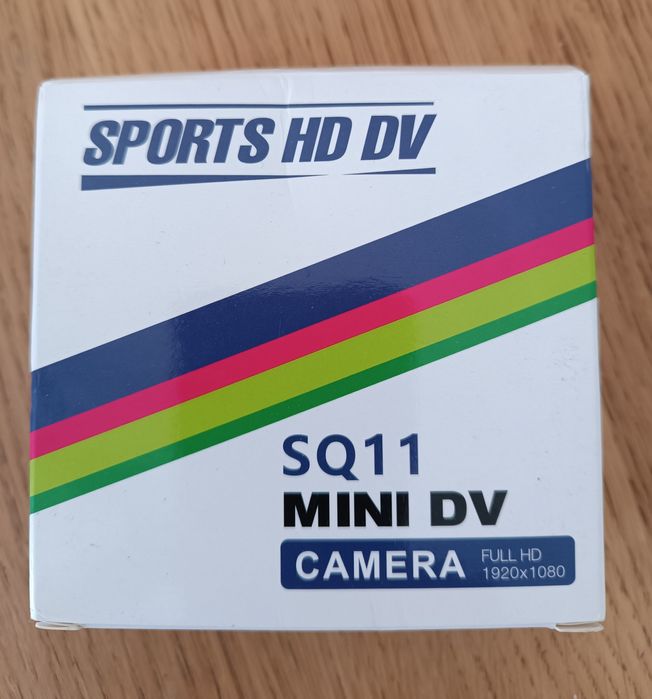 SPORTS HD DV
SQ11
MINI DV
CAMERA
FULL HD
1920x1080